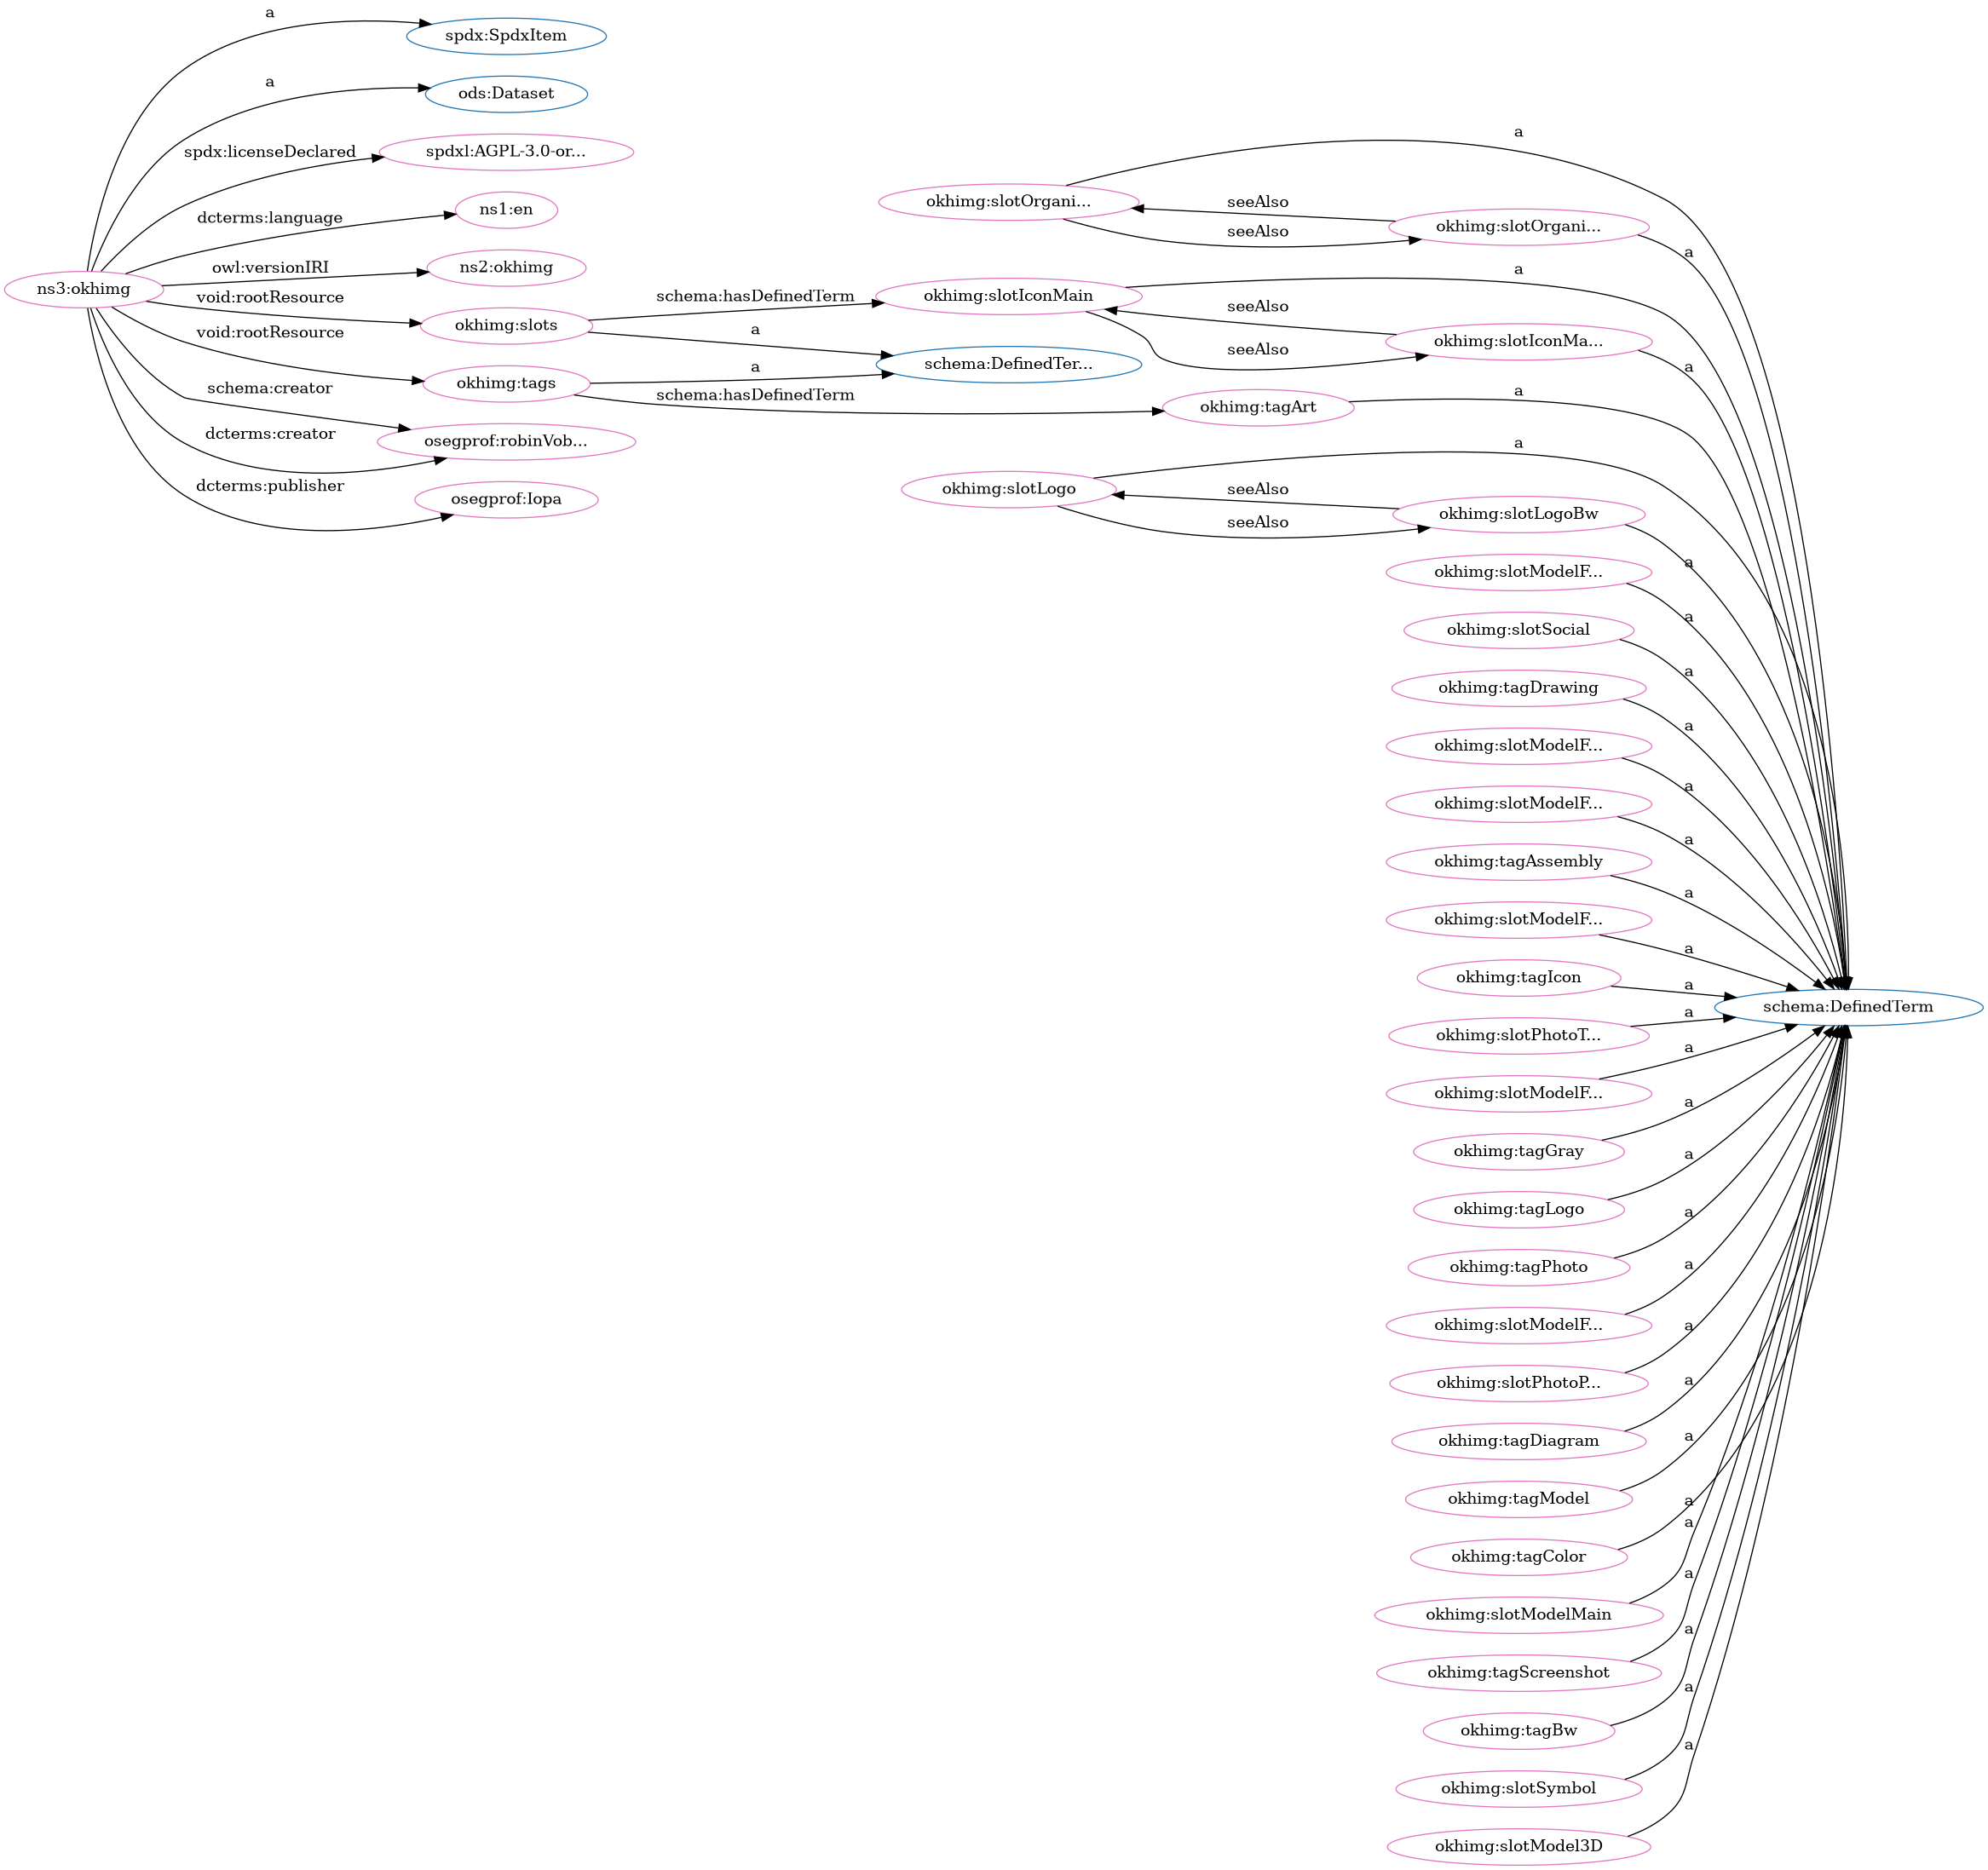 a
spdx:SpdxItem
a
ods:Dataset
spdx:licenseDeclared
spdxl:AGPL-3.0-or...
dcterms:language
ns1:en
ns3:okhimg
owl:versionIRI
ns2:okhimg
void:rootResource
okhimg:slots
void:rootResource
okhimg:tags
schema:creator
osegprof:robinVob...
dcterms:creator
dcterms:publisher
osegprof:Iopa
schema:hasDefinedTerm
a
schema:DefinedTer...
a
schema:hasDefinedTerm
a
okhimg:slotOrgani...
seeAlso
seeAlso
okhimg:slotOrgani...
a
okhimg:slotIconMain
a
seeAlso
seeAlso
okhimg:slotIconMa...
a
okhimg:tagArt
a
okhimg:slotLogo
a
seeAlso
seeAlso
okhimg:slotLogoBw
a
okhimg:slotModelF...
a
okhimg:slotSocial
a
okhimg:tagDrawing
a
okhimg:slotModelF...
a
okhimg:slotModelF...
a
okhimg:tagAssembly
a
okhimg:slotModelF...
a
okhimg:tagIcon
a
schema:DefinedTerm
okhimg:slotPhotoT...
a
okhimg:slotModelF...
a
okhimg:tagGray
a
okhimg:tagLogo
a
okhimg:tagPhoto
a
okhimg:slotModelF...
a
okhimg:slotPhotoP...
a
okhimg:tagDiagram
a
okhimg:tagModel
a
okhimg:tagColor
a
okhimg:slotModelMain
a
okhimg:tagScreenshot
a
okhimg:tagBw
a
okhimg:slotSymbol
a
okhimg:slotModel3D
a